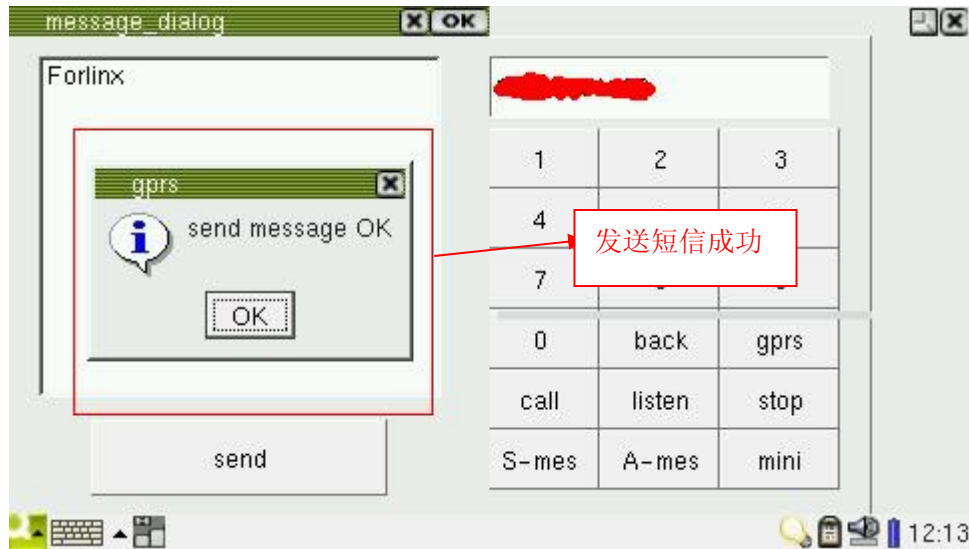 message_dialog
OK
Forlinx
gprs
send message OK
OK
send
1 2 3
4
发送短信成功
7
0 back gprs
call listen stop
S-mes A-mes mini
12:13